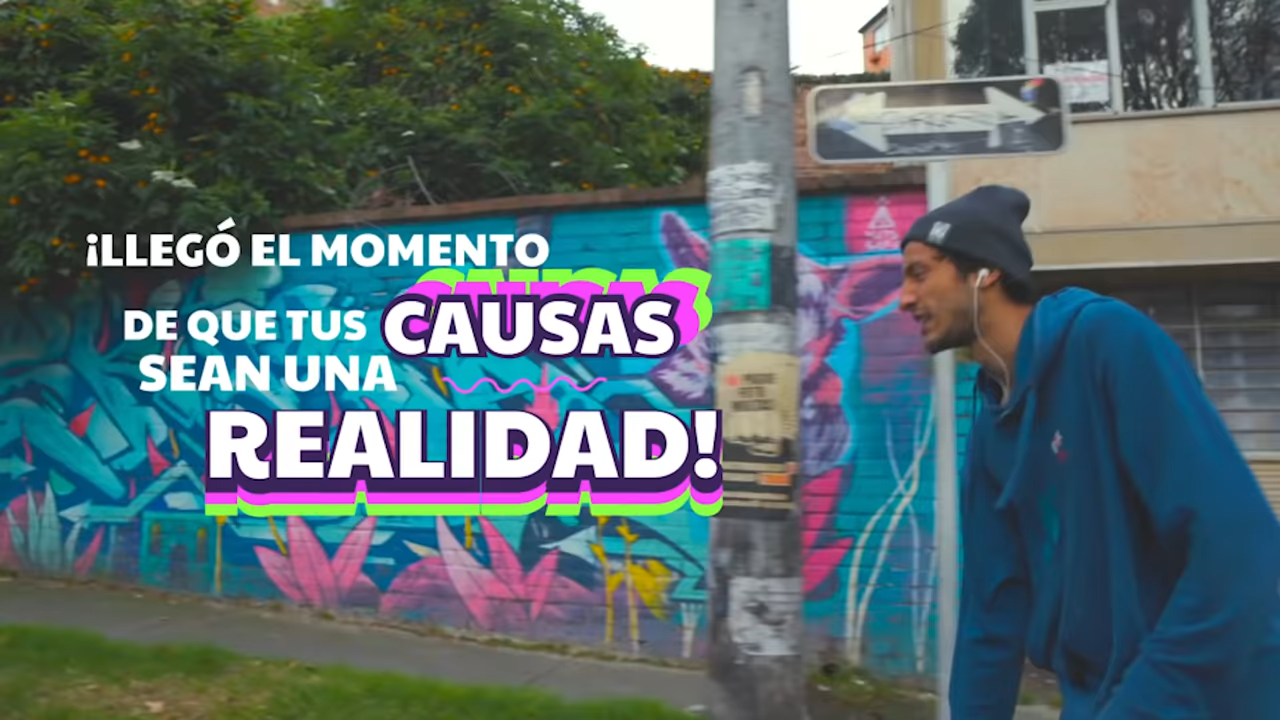 ¡LLEGÓ EL MOMENTO
DE QUE TUS CAUSAS
SEAN UNA
REALIDAD!